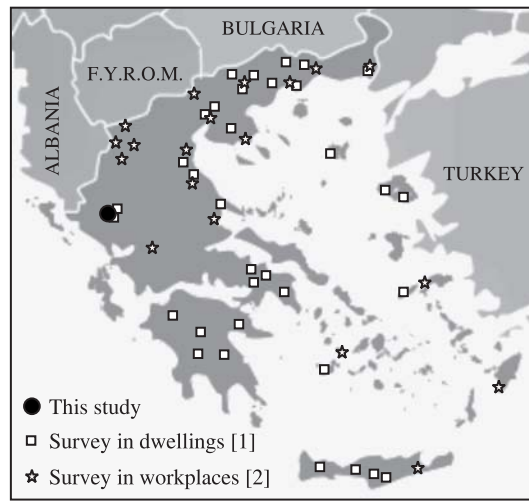 BULGARIA
F.Y.R.O.M.
ALBANIA
TURKEY
This study
Survey in dwellings [1]
Survey in workplaces [2]